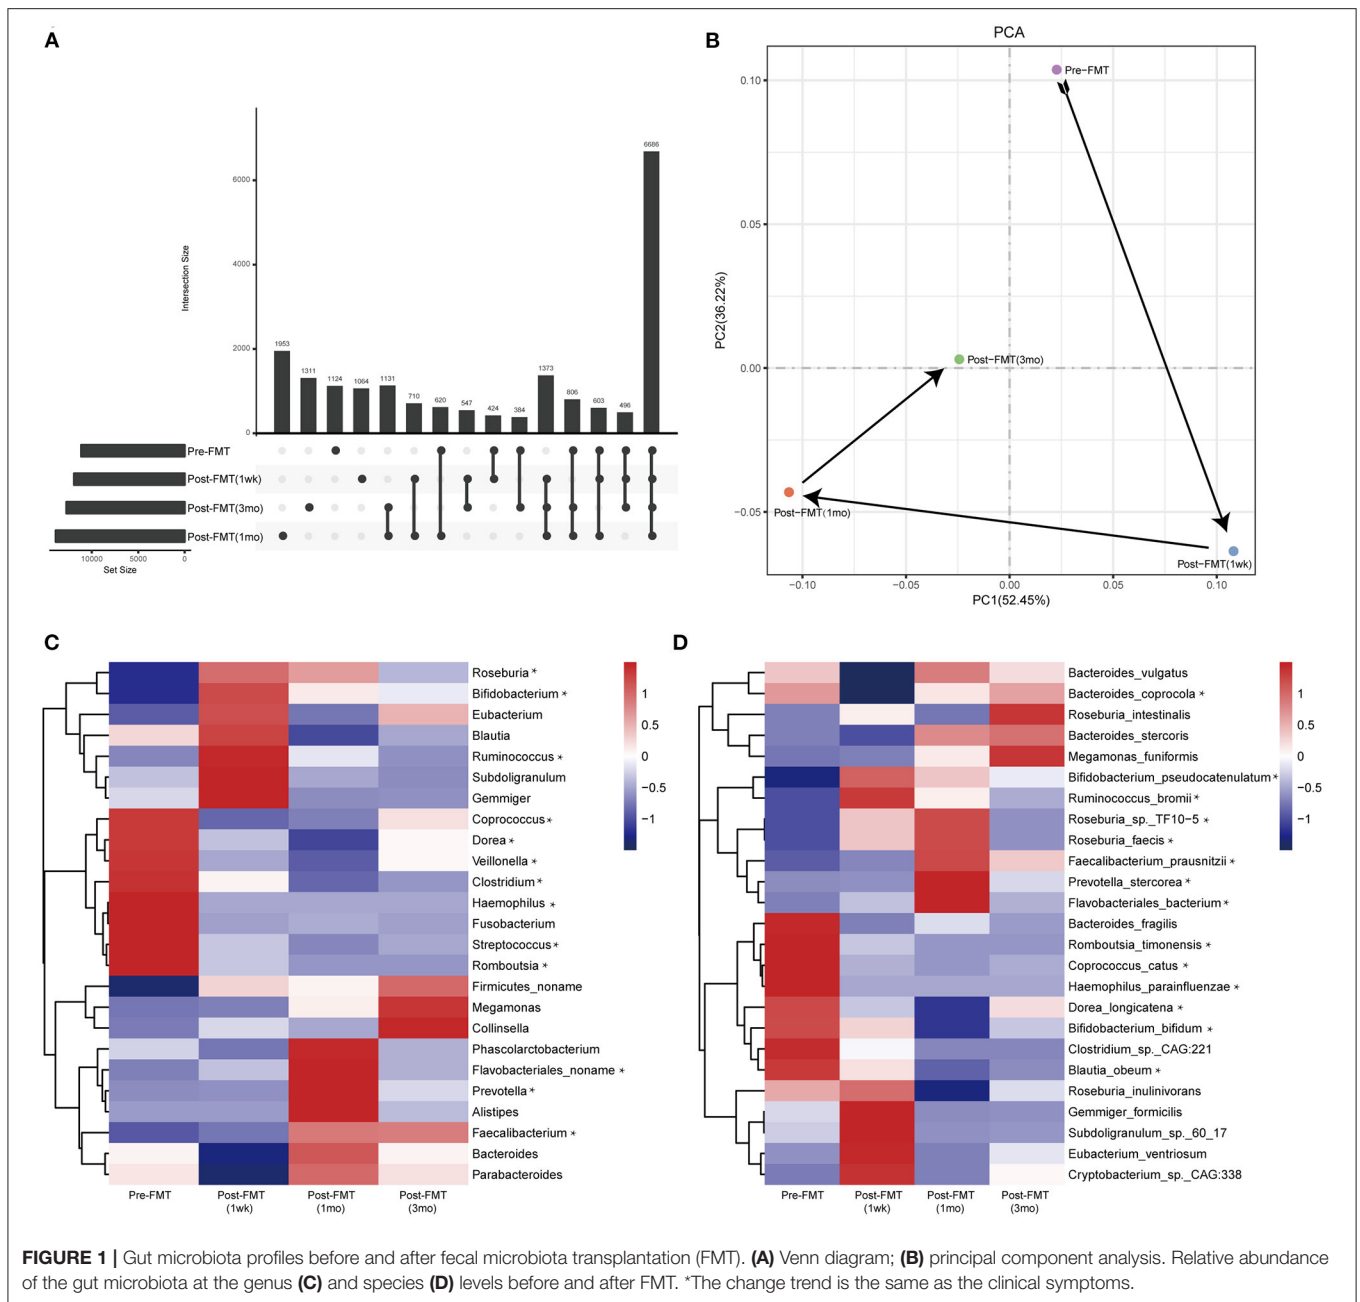 A
Intersection Size
6000
4000
2000
0
1953
1311
1124
1064
1131
710
620
547
424
384
1373
806
603
496
6686
Pre-FMT
Post-FMT(1wk)
Post-FMT(3mo)
Post-FMT(1mo)
10000 5000 0
Set Size
B
PCA
PC2(36.22%)
0.10
0.05
0.00
−0.05
Pre−FMT
Post−FMT(3mo)
Post−FMT(1mo)
Post−FMT(1wk)
−0.10 −0.05 0.00 0.05 0.10
PC1(52.45%)
C
Roseburia *
Bifidobacterium *
Eubacterium
Blautia
Ruminococcus *
Subdoligranulum
Gemmiger
Coprococcus *
Dorea *
Veillonella *
Clostridium *
Haemophilus *
Fusobacterium
Streptococcus *
Romboutsia *
Firmicutes_noname
Megamonas
Collinsella
Phascolarctobacterium
Flavobacteriales_noname *
Prevotella *
Alistipes
Faecalibacterium *
Bacteroides
Parabacteroides
1
0.5
0
−0.5
−1
Pre-FMT Post-FMT Post-FMT Post-FMT
(1wk) (1mo) (3mo)
D
Bacteroides_vulgatus
Bacteroides_coprocola *
Roseburia_intestinalis
Bacteroides_stercoris
Megamonas_funiformis
Bifidobacterium_pseudocatenulatum *
Ruminococcus_bromii *
Roseburia_sp._TF10−5 *
Roseburia_faecis *
Faecalibacterium_prausnitzii *
Prevotella_stercorea *
Flavobacteriales_bacterium *
Bacteroides_fragilis
Romboutsia_timonensis *
Coprococcus_catus *
Haemophilus_parainfluenzae *
Dorea_longicatena *
Bifidobacterium_bifidum *
Clostridium_sp._CAG:221
Blautia_obeum *
Roseburia_inulinivorans
Gemmiger_formicilis
Subdoligranulum_sp._60_17
Eubacterium_ventriosum
Cryptobacterium_sp._CAG:338
1
0.5
0
−0.5
−1
Pre-FMT Post-FMT Post-FMT Post-FMT
(1wk) (1mo) (3mo)
FIGURE 1 | Gut microbiota profiles before and after fecal microbiota transplantation (FMT). (A) Venn diagram; (B) principal component analysis. Relative abundance
of the gut microbiota at the genus (C) and species (D) levels before and after FMT. *The change trend is the same as the clinical symptoms.